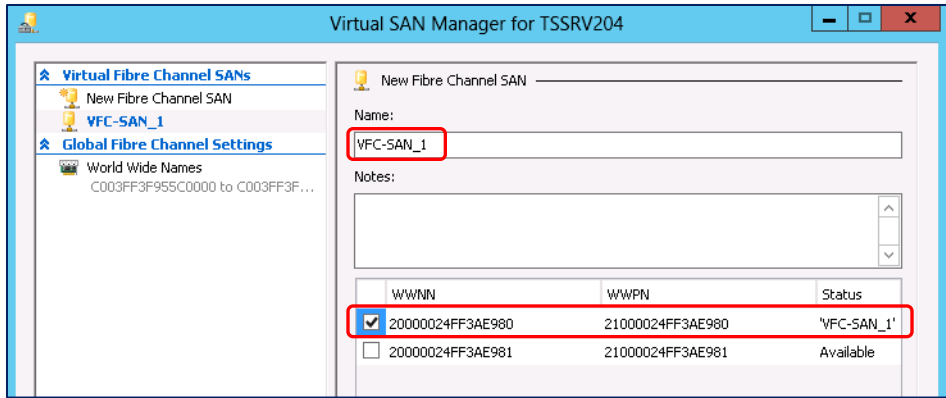 Virtual SAN Manager for TSSRV204
Virtual Fibre Channel SANs
New Fibre Channel SAN
VFC-SAN_1
Global Fibre Channel Settings
World Wide Names
C003FF3F955C0000 to C003FF3F...
New Fibre Channel SAN
Name:
VFC-SAN_1
Notes:
WWNN WWPN Status
20000024FF3AE980 21000024FF3AE980 'VFC-SAN_1'
20000024FF3AE981 21000024FF3AE981 Available